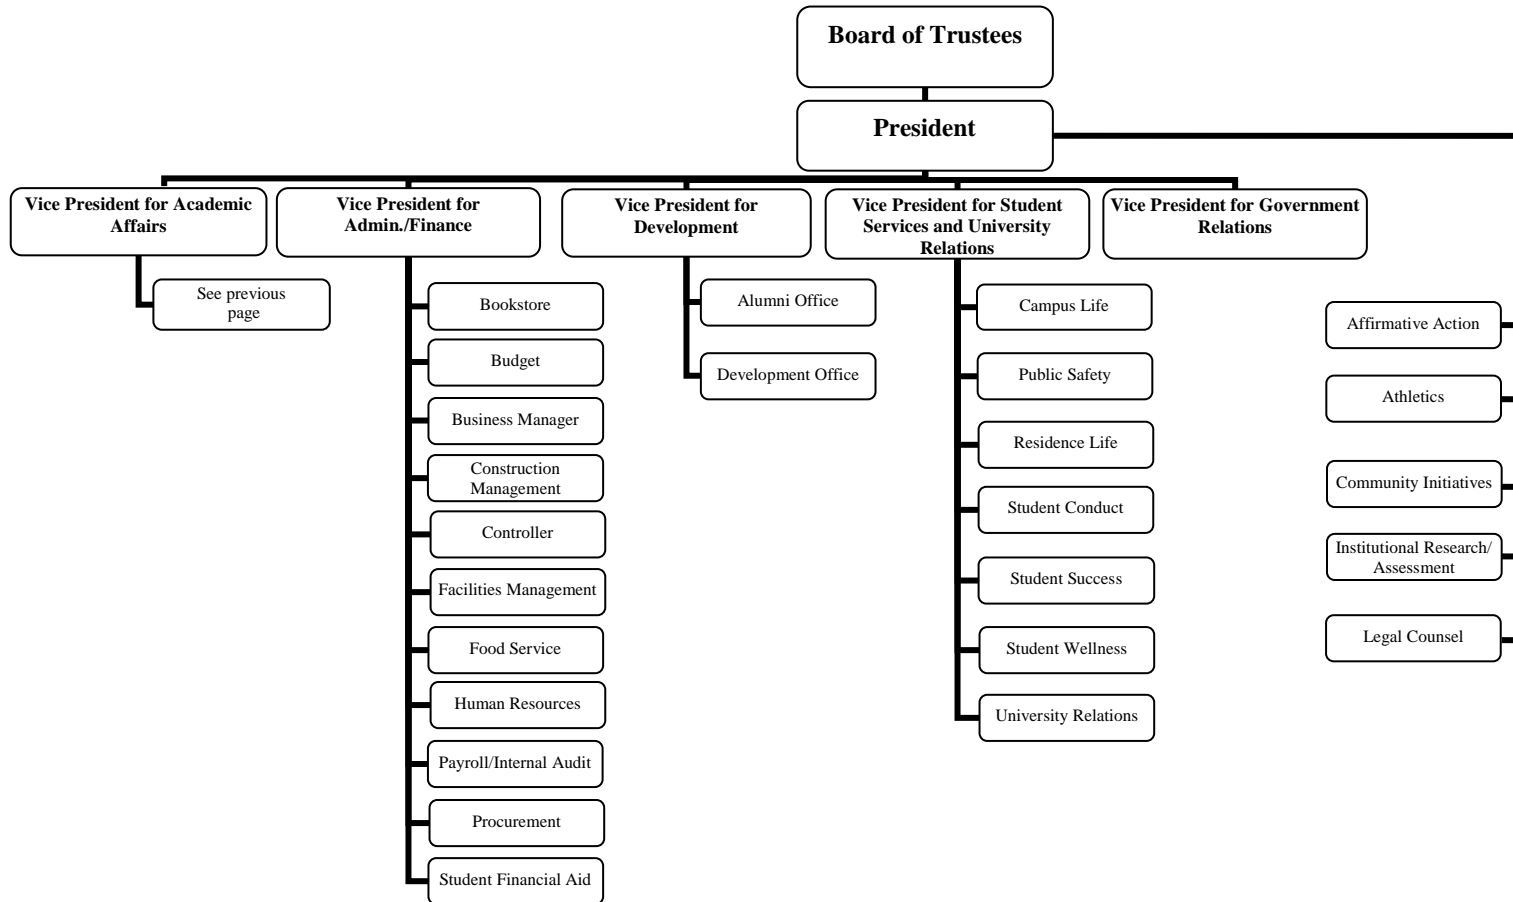 Board of Trustees
President
Vice President for Academic
Affairs
Vice President for
Admin./Finance
Vice President for
Development
Vice President for Student
Services and University
Relations
Vice President for Government
Relations
See previous
page
Bookstore
Budget
Business Manager
Construction
Management
Controller
Facilities Management
Food Service
Human Resources
Payroll/Internal Audit
Procurement
Student Financial Aid
Alumni Office
Development Office
Campus Life
Public Safety
Residence Life
Student Conduct
Student Success
Student Wellness
University Relations
Affirmative Action
Athletics
Community Initiatives
Institutional Research/
Assessment
Legal Counsel